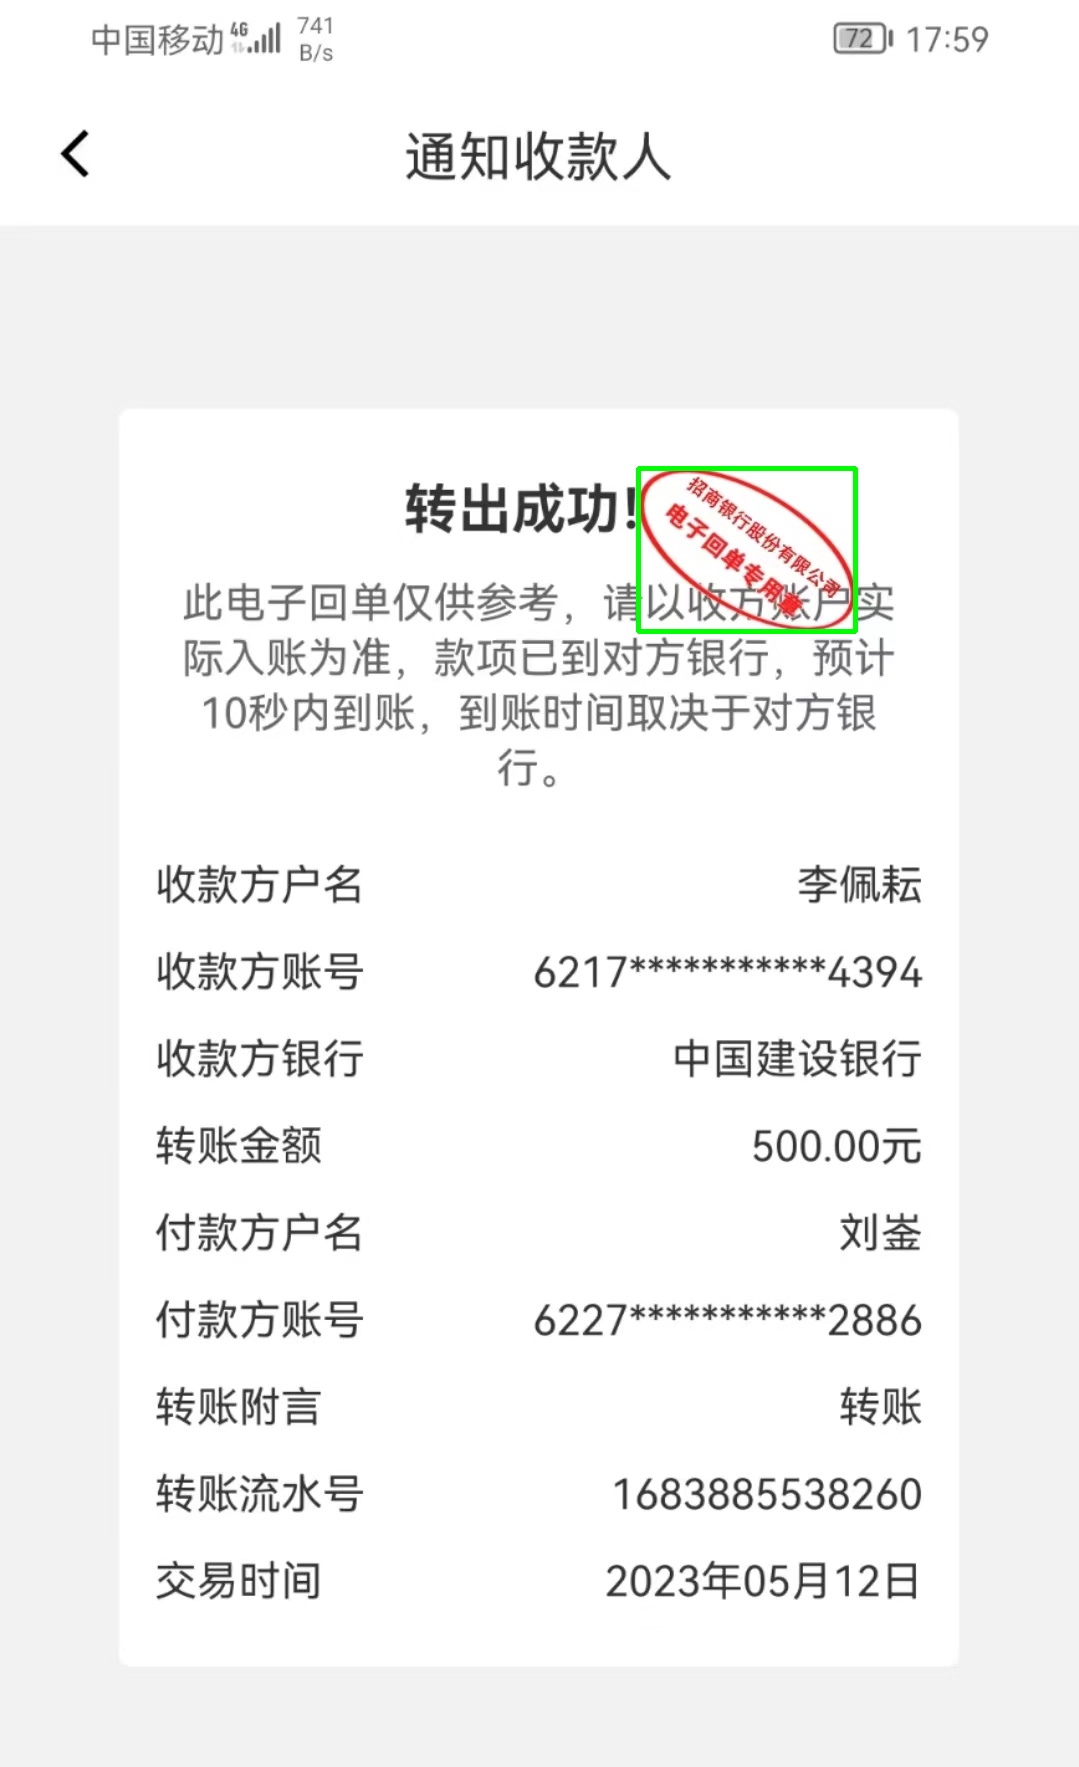 中国移动 4G 741 B/s 72 17:59
通知收款人
转出成功!
招商银行股份有限公司
电子回单专用章
此电子回单仅供参考，请以收方账户实
际入账为准，款项已到对方银行，预计
10秒内到账，到账时间取决于对方银
行。
收款方户名 李佩耘
收款方账号 6217***********4394
收款方银行 中国建设银行
转账金额 500.00元
付款方户名 刘崟
付款方账号 6227***********2886
转账附言 转账
转账流水号 1683885538260
交易时间 2023年05月12日